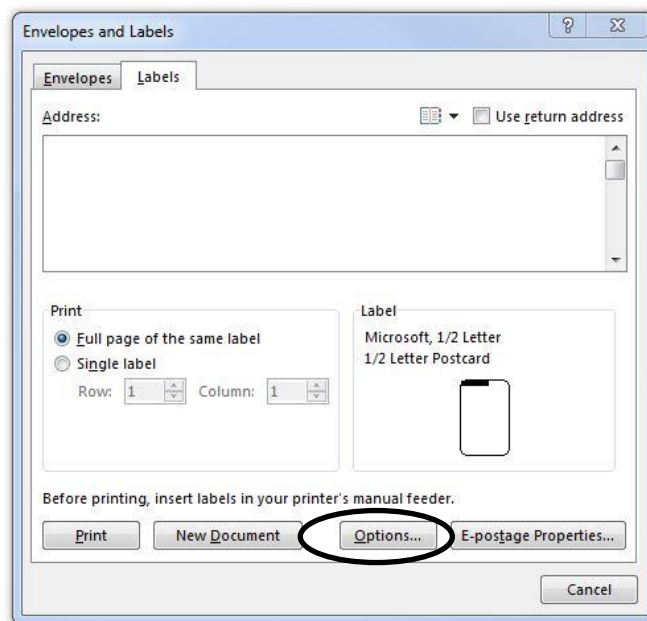 Envelopes and Labels
Envelopes Labels
Address: Use return address
Print Label
Full page of the same label Microsoft, 1/2 Letter
Single label 1/2 Letter Postcard
Row: 1 Column: 1
Before printing, insert labels in your printer's manual feeder.
Print New Document Options... E-postage Properties...
Cancel